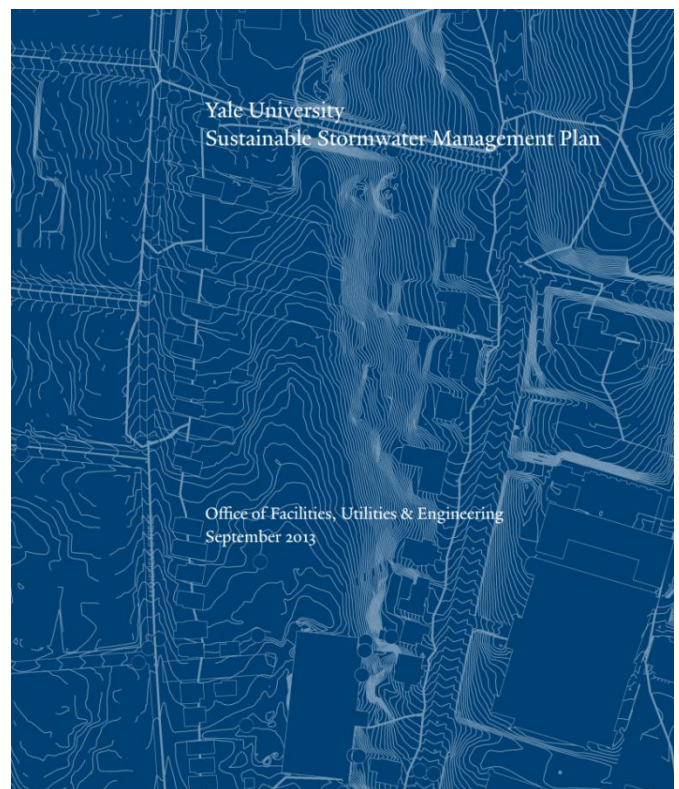 Yale University
Sustainable Stormwater Management Plan
Office of Facilities, Utilities & Engineering
September 2013